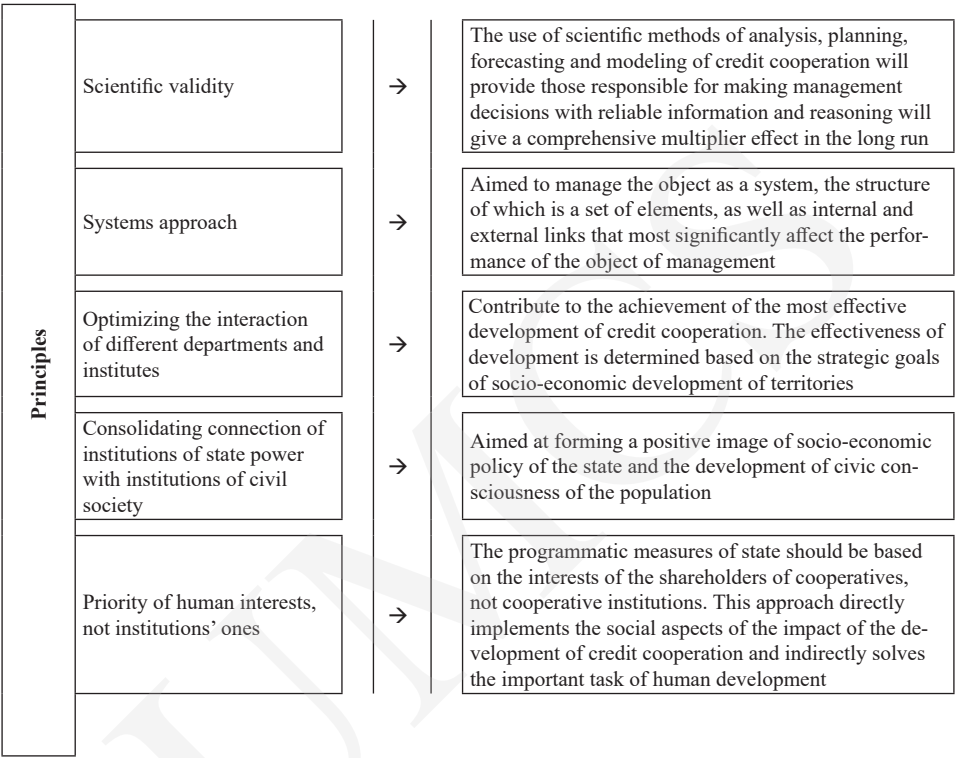 Principles
Scientific validity
→
The use of scientific methods of analysis, planning,
forecasting and modeling of credit cooperation will
provide those responsible for making management
decisions with reliable information and reasoning will
give a comprehensive multiplier effect in the long run
Systems approach
→
Aimed to manage the object as a system, the structure
of which is a set of elements, as well as internal and
external links that most significantly affect the perfor-
mance of the object of management
Optimizing the interaction
of different departments and
institutes
→
Contribute to the achievement of the most effective
development of credit cooperation. The effectiveness of
development is determined based on the strategic goals
of socio-economic development of territories
Consolidating connection of
institutions of state power
with institutions of civil
society
→
Aimed at forming a positive image of socio-economic
policy of the state and the development of civic con-
sciousness of the population
Priority of human interests,
not institutions’ ones
→
The programmatic measures of state should be based
on the interests of the shareholders of cooperatives,
not cooperative institutions. This approach directly
implements the social aspects of the impact of the de-
velopment of credit cooperation and indirectly solves
the important task of human development
UMCS